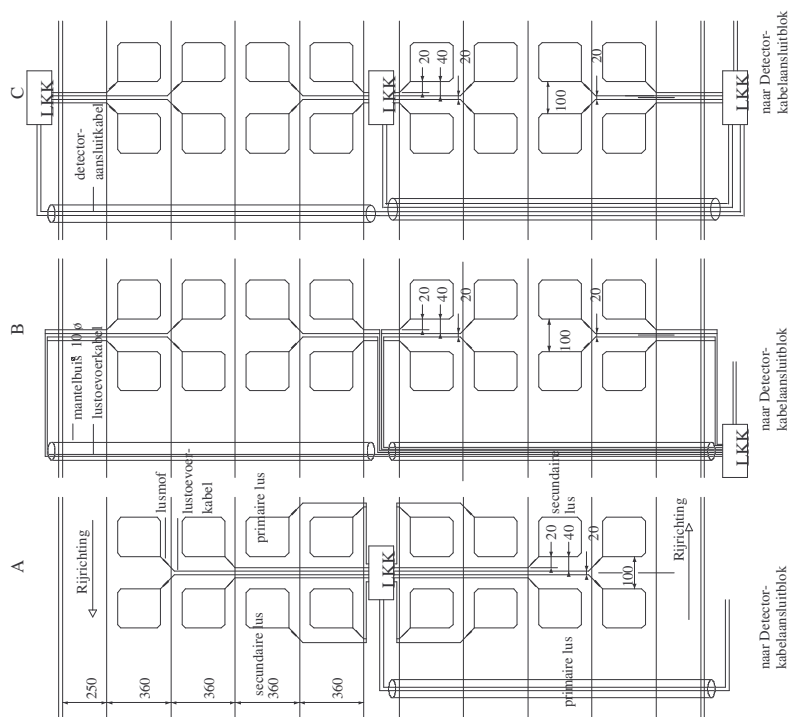 A
Rijrichting
lusmof
lustoevoer-
kabel
primaire lus
secundaire lus
250
360
360
360
360
LKK
secundaire
lus
primaire lus
20
40
20
100
Rijrichting
naar Detector-
kabelaansluitblok
B
mantelbuis 10 ø
lustoevoerkabel
20
40
20
100
20
LKK
naar Detector-
kabelaansluitblok
C
LKK
detector-
aansluitkabel
LKK
20
40
20
100
20
LKK
naar Detector-
kabelaansluitblok